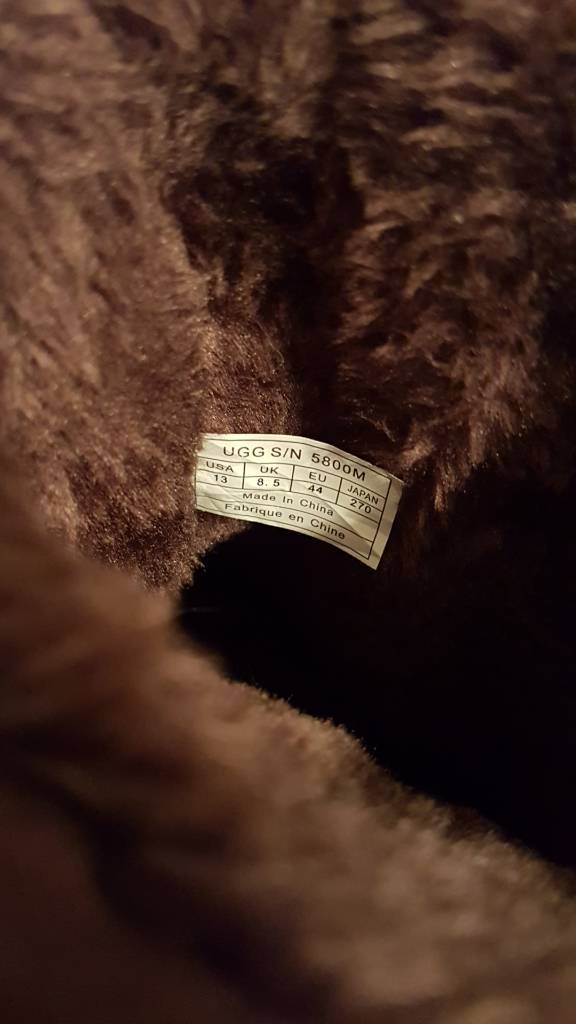 UGG S/N 5800M
USA UK EU JAPAN
13 8.5 44 270
Made In China
Fabrique en Chine